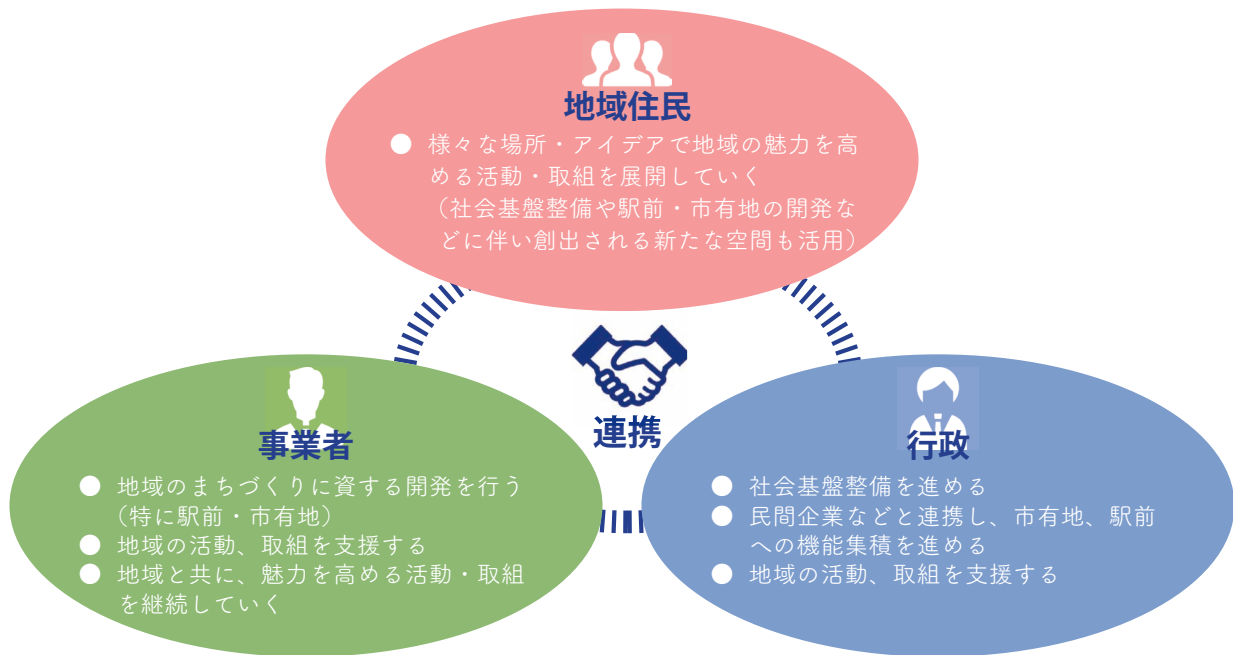 地域住民
● 様々な場所・アイデアで地域の魅力を高
める活動・取組を展開していく
（社会基盤整備や駅前・市有地の開発な
どに伴い創出される新たな空間も活用）
連携
事業者
● 地域のまちづくりに資する開発を行う
（特に駅前・市有地）
● 地域の活動、取組を支援する
● 地域と共に、魅力を高める活動・取組
を継続していく
行政
● 社会基盤整備を進める
● 民間企業などと連携し、市有地、駅前
への機能集積を進める
● 地域の活動、取組を支援する